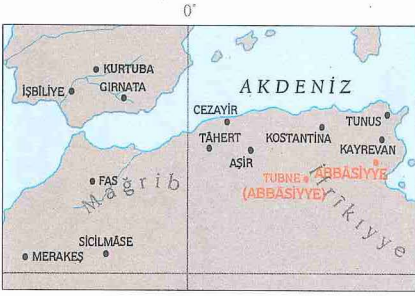 0°
KURTUBA
İŞBİLİYE
GIRNATA
AKDENİZ
CEZAYİR
TUNUS
TÂHERT
KOSTANTİNA
AŞİR
KAYREVAN
TUBNE
(ABBÂSİYYE)
ABBÂSİYYE
İfrîkıyye
FAS
Mağrib
SİCİLMÂSE
MERAKEŞ